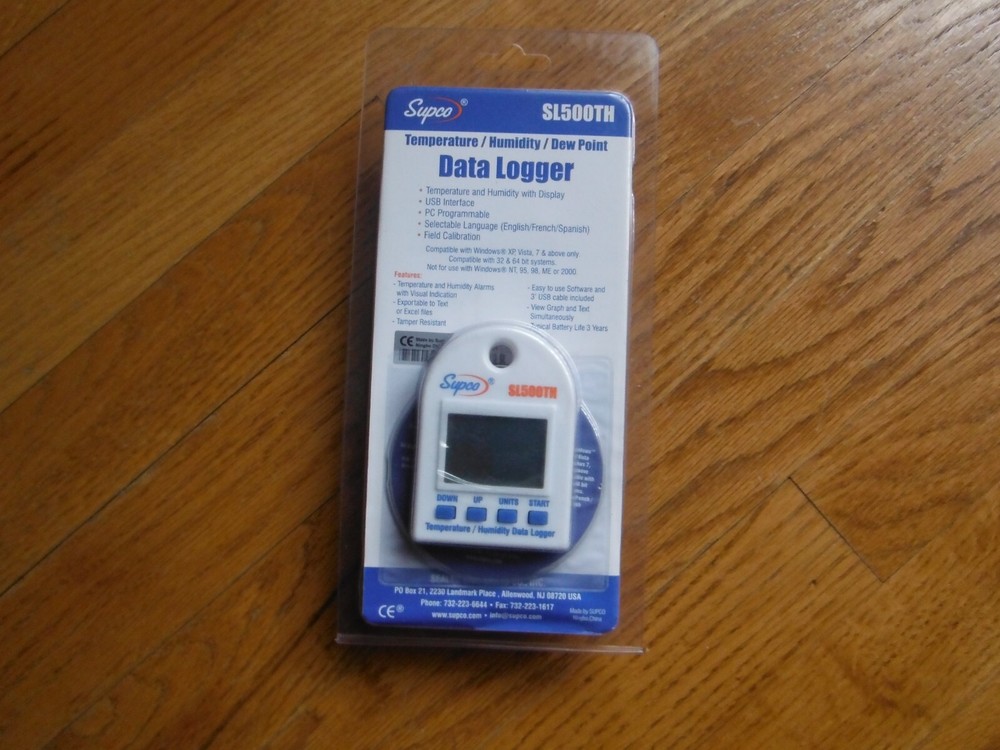 Supco® SL500TH
Temperature / Humidity / Dew Point
Data Logger
• Temperature and Humidity with Display
• USB Interface
• PC Programmable
• Selectable Language (English/French/Spanish)
• Field Calibration
Compatible with Windows® XP, Vista, 7 & above only
Compatible with 32 & 64 bit systems.
Not for use with Windows® NT, 95, 98, ME or 2000
Features:
- Temperature and Humidity Alarms
with Visual Indication
- Exportable to Text
or Excel files
- Tamper Resistant
- Easy to use Software and
3' USB cable included
- View Graph and Text
Simultaneously
Typical Battery Life 3 Years
CE
Supco® SL500TH
DOWN UP UNITS START
Temperature / Humidity Data Logger
PO Box 21, 2230 Landmark Place , Allenwood, NJ 08720 USA
Phone: 732-223-6644 • Fax: 732-223-1617
www.supco.com • info@supco.com
CE®
Made by SUPCO
Ningbo,China